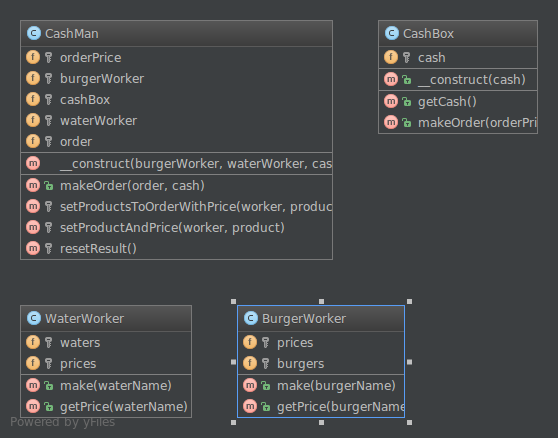 CashMan
orderPrice
burgerWorker
cashBox
waterWorker
order
__construct(burgerWorker, waterWorker, cas
makeOrder(order, cash)
setProductsToOrderWithPrice(worker, produc
setProductAndPrice(worker, product)
resetResult()
CashBox
cash
__construct(cash)
getCash()
makeOrder(orderPri
WaterWorker
waters
prices
make(waterName)
getPrice(waterName)
BurgerWorker
prices
burgers
make(burgerName)
getPrice(burgerName
Powered by yFiles